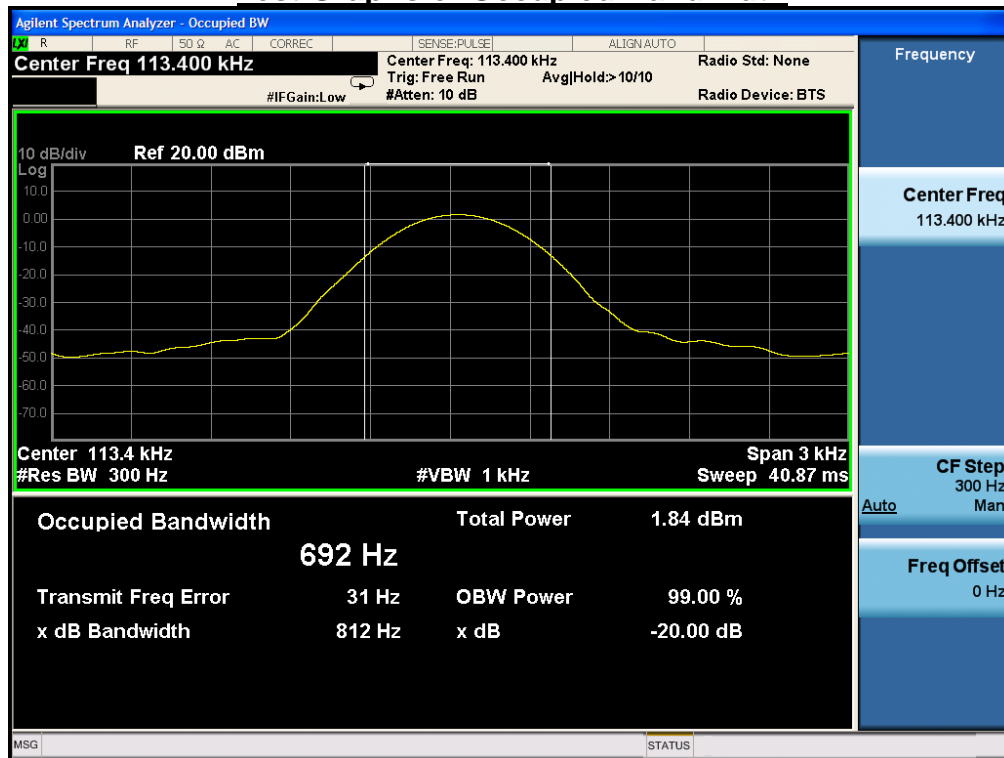 Agilent Spectrum Analyzer - Occupied BW
LXI R RF 50 Ω AC CORREC SENSE:PULSE ALIGN AUTO
Center Freq 113.400 kHz
#IFGain:Low
Center Freq: 113.400 kHz
Trig: Free Run Avg|Hold:>10/10
#Atten: 10 dB
Radio Std: None
Radio Device: BTS
10 dB/div Ref 20.00 dBm
Log
10.0
0.00
-10.0
-20.0
-30.0
-40.0
-50.0
-60.0
-70.0
Center 113.4 kHz Span 3 kHz
#Res BW 300 Hz #VBW 1 kHz Sweep 40.87 ms
Occupied Bandwidth Total Power 1.84 dBm
692 Hz
Transmit Freq Error 31 Hz OBW Power 99.00 %
x dB Bandwidth 812 Hz x dB -20.00 dB
Frequency
Center Freq
113.400 kHz
CF Step
300 Hz
Auto Man
Freq Offset
0 Hz
MSG STATUS